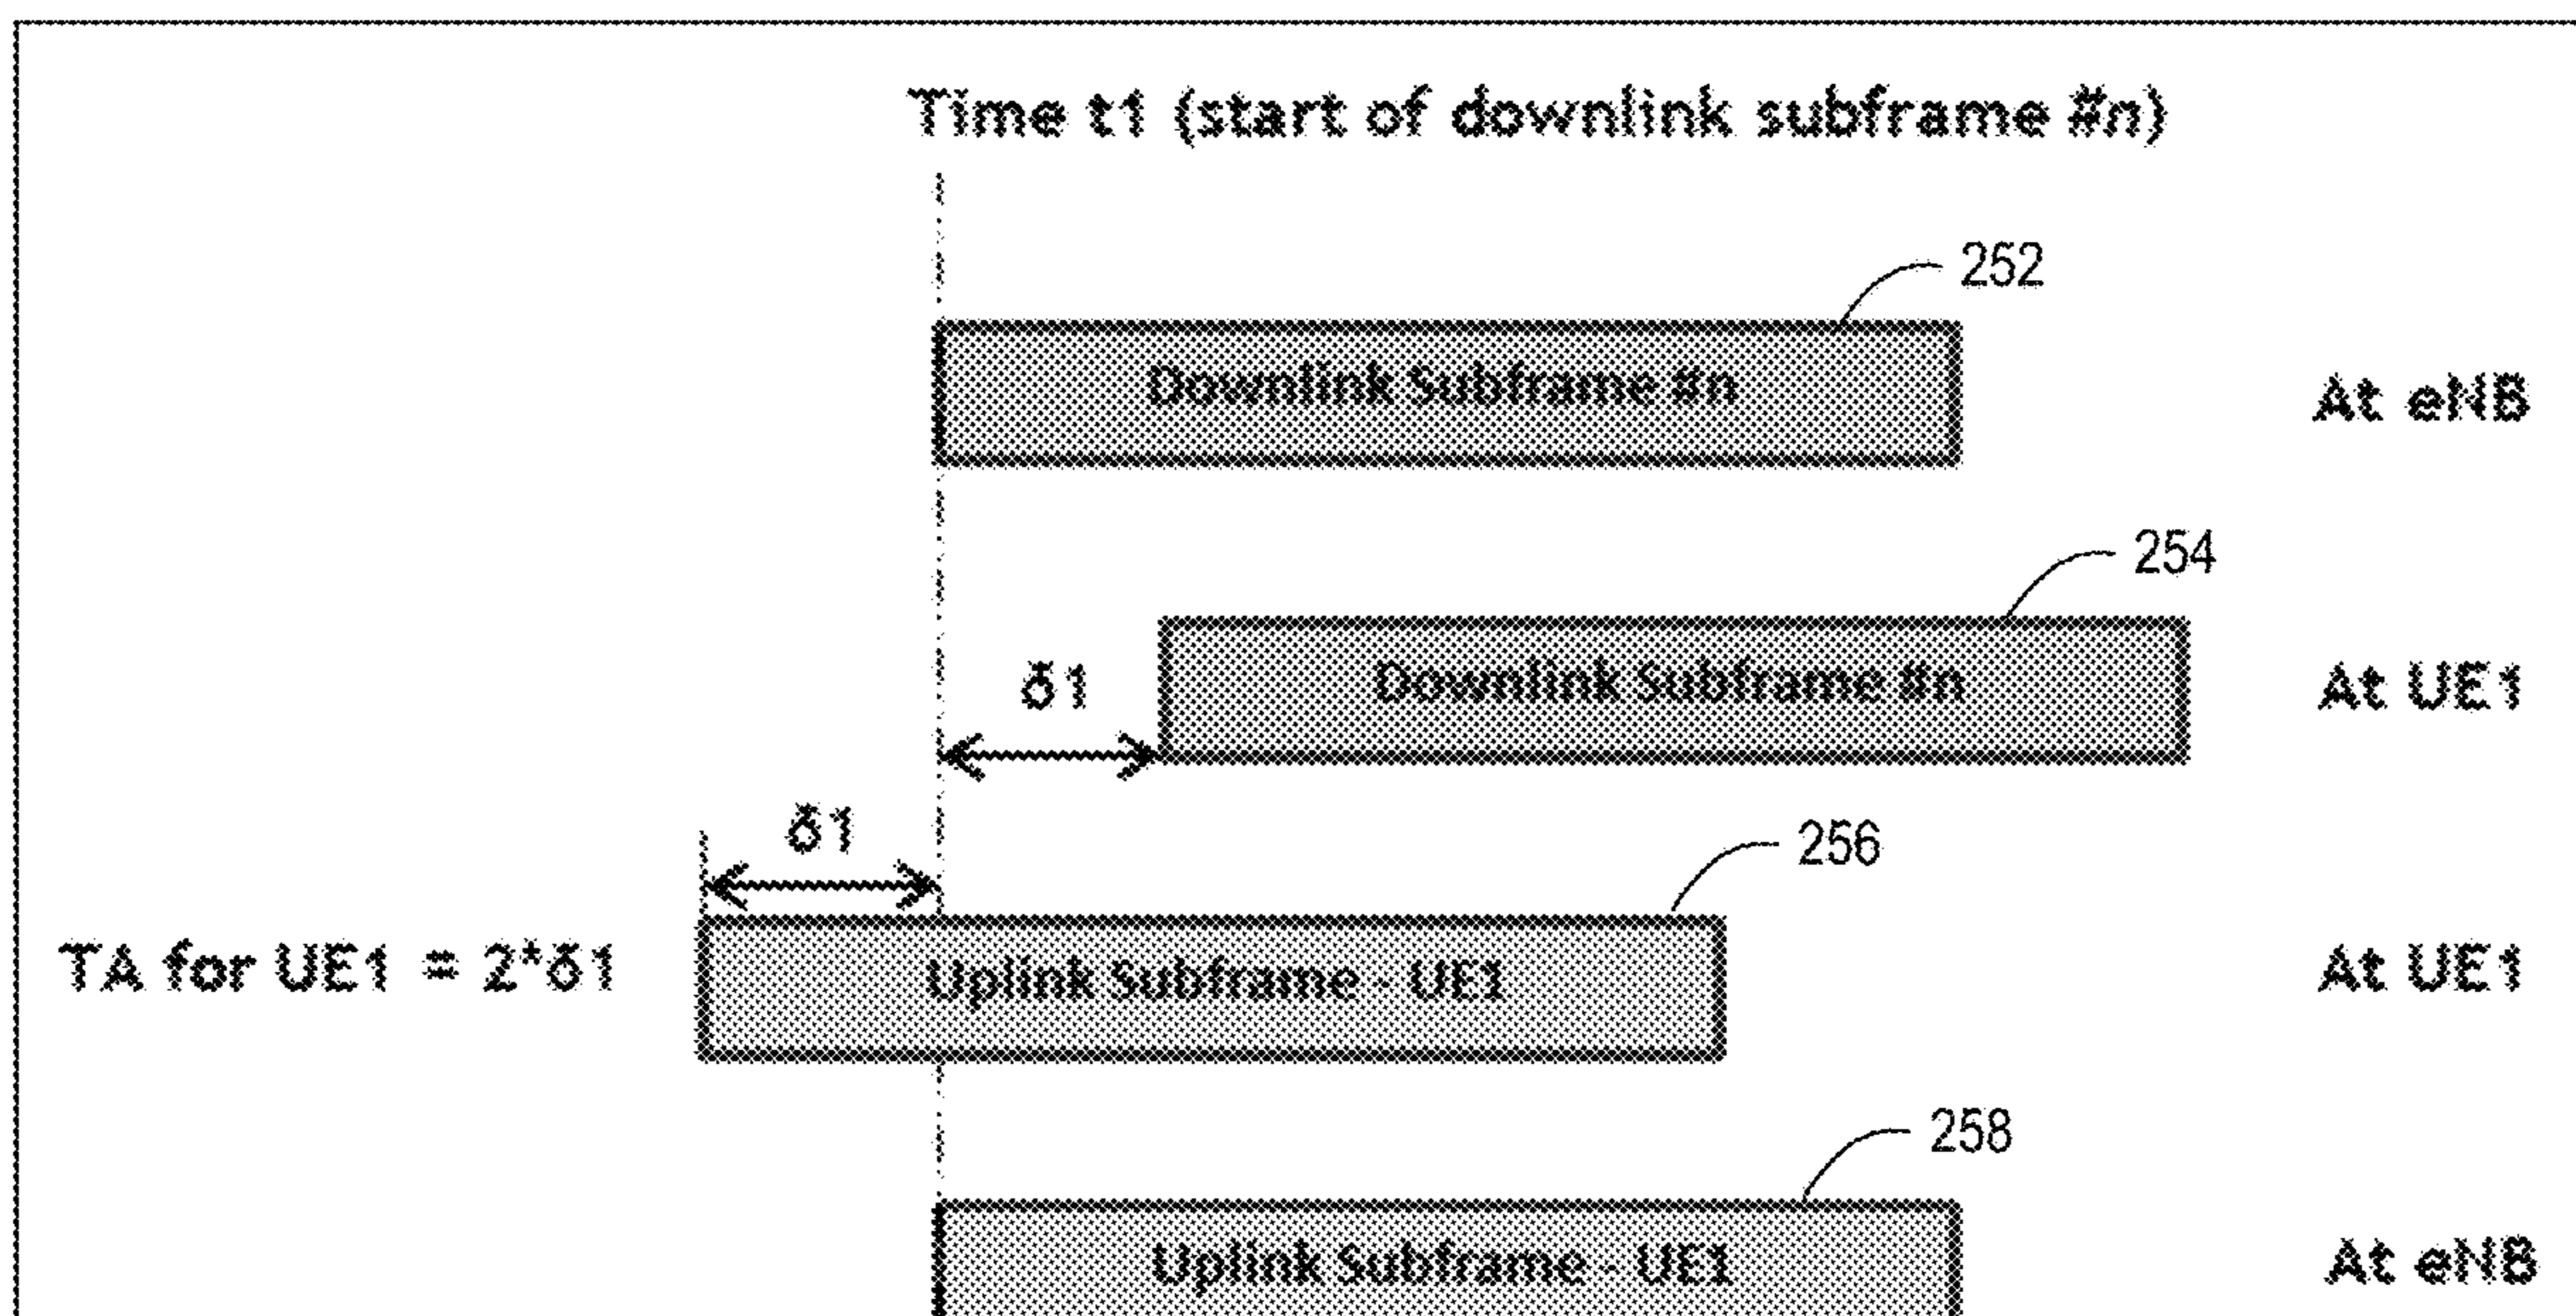 Time t1 (start of downlink subframe #n)
252
Downlink Subframe #n
At eNB
254
δ1
Downlink Subframe #n
At UE1
δ1
256
TA for UE1 = 2*δ1
Uplink Subframe - UE1
At UE1
258
Uplink Subframe - UE1
At eNB